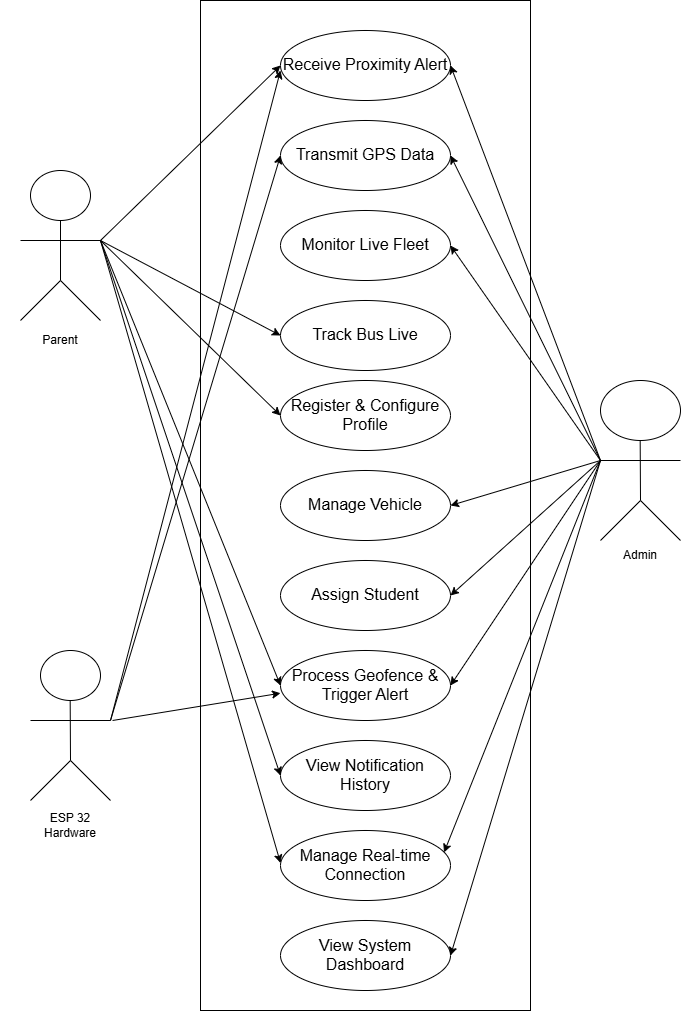 Receive Proximity Alert
Transmit GPS Data
Monitor Live Fleet
Track Bus Live
Parent
Register & Configure
Profile
Manage Vehicle
Admin
Assign Student
Process Geofence &
Trigger Alert
View Notification
History
ESP 32
Hardware
Manage Real-time
Connection
View System
Dashboard